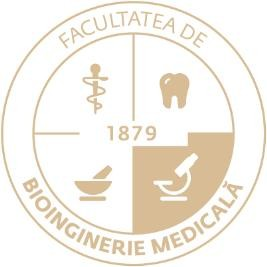 FACULTATEA DE
1879
BIOINGINERIE MEDICALĂ